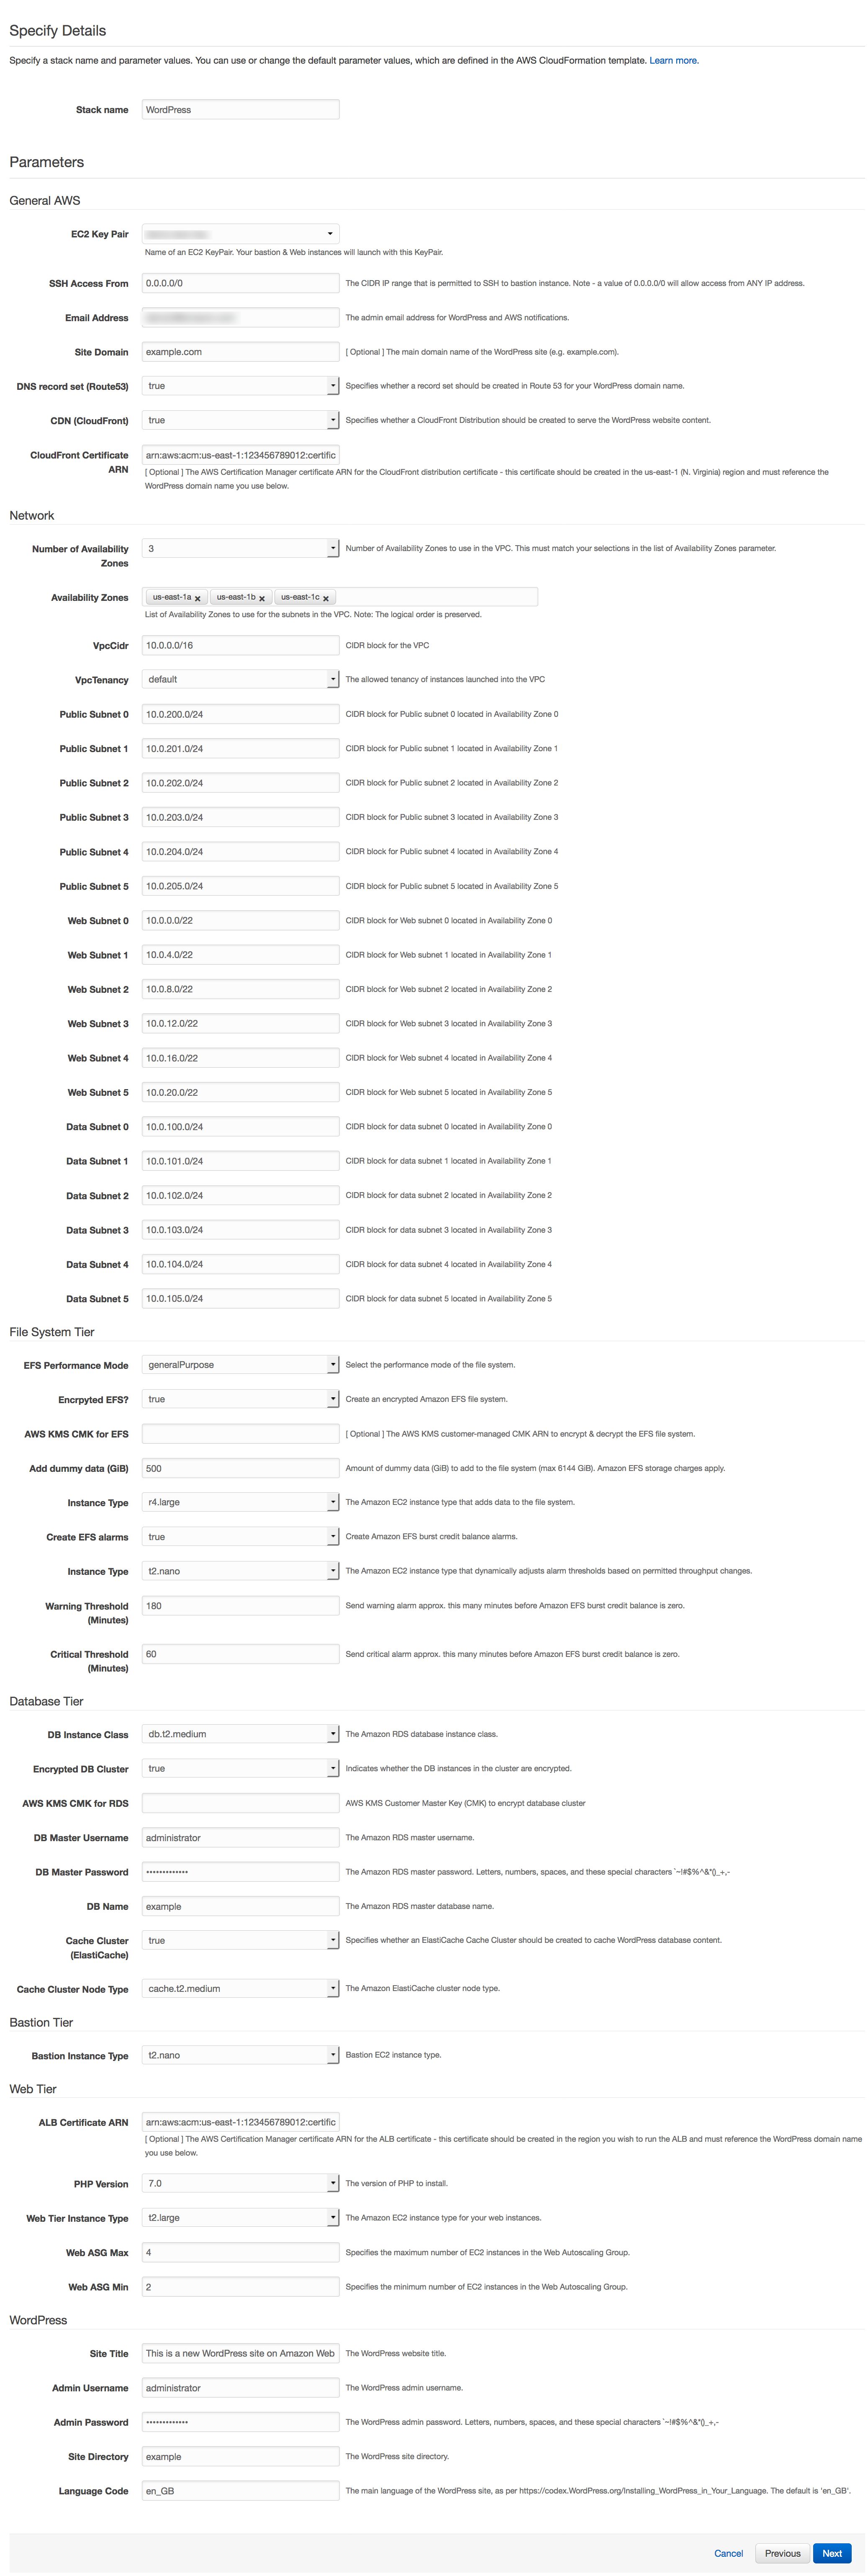 Specify Details
Specify a stack name and parameter values. You can use or change the default parameter values, which are defined in the AWS CloudFormation template. Learn more.
Stack name WordPress
Parameters
General AWS
EC2 Key Pair
Name of an EC2 KeyPair. Your bastion & Web instances will launch with this KeyPair.
SSH Access From 0.0.0.0/0 The CIDR IP range that is permitted to SSH to bastion instance. Note - a value of 0.0.0.0/0 will allow access from ANY IP address.
Email Address The admin email address for WordPress and AWS notifications.
Site Domain example.com [ Optional ] The main domain name of the WordPress site (e.g. example.com).
DNS record set (Route53) true Specifies whether a record set should be created in Route 53 for your WordPress domain name.
CDN (CloudFront) true Specifies whether a CloudFront Distribution should be created to serve the WordPress website content.
CloudFront Certificate arn:aws:acm:us-east-1:123456789012:certific
ARN [ Optional ] The AWS Certification Manager certificate ARN for the CloudFront distribution certificate - this certificate should be created in the us-east-1 (N. Virginia) region and must reference the
WordPress domain name you use below.
Network
Number of Availability 3 Number of Availability Zones to use in the VPC. This must match your selections in the list of Availability Zones parameter.
Zones
Availability Zones us-east-1a x us-east-1b x us-east-1c x
List of Availability Zones to use for the subnets in the VPC. Note: The logical order is preserved.
VpcCidr 10.0.0.0/16 CIDR block for the VPC
VpcTenancy default The allowed tenancy of instances launched into the VPC
Public Subnet 0 10.0.200.0/24 CIDR block for Public subnet 0 located in Availability Zone 0
Public Subnet 1 10.0.201.0/24 CIDR block for Public subnet 1 located in Availability Zone 1
Public Subnet 2 10.0.202.0/24 CIDR block for Public subnet 2 located in Availability Zone 2
Public Subnet 3 10.0.203.0/24 CIDR block for Public subnet 3 located in Availability Zone 3
Public Subnet 4 10.0.204.0/24 CIDR block for Public subnet 4 located in Availability Zone 4
Public Subnet 5 10.0.205.0/24 CIDR block for Public subnet 5 located in Availability Zone 5
Web Subnet 0 10.0.0.0/22 CIDR block for Web subnet 0 located in Availability Zone 0
Web Subnet 1 10.0.4.0/22 CIDR block for Web subnet 1 located in Availability Zone 1
Web Subnet 2 10.0.8.0/22 CIDR block for Web subnet 2 located in Availability Zone 2
Web Subnet 3 10.0.12.0/22 CIDR block for Web subnet 3 located in Availability Zone 3
Web Subnet 4 10.0.16.0/22 CIDR block for Web subnet 4 located in Availability Zone 4
Web Subnet 5 10.0.20.0/22 CIDR block for Web subnet 5 located in Availability Zone 5
Data Subnet 0 10.0.100.0/24 CIDR block for data subnet 0 located in Availability Zone 0
Data Subnet 1 10.0.101.0/24 CIDR block for data subnet 1 located in Availability Zone 1
Data Subnet 2 10.0.102.0/24 CIDR block for data subnet 2 located in Availability Zone 2
Data Subnet 3 10.0.103.0/24 CIDR block for data subnet 3 located in Availability Zone 3
Data Subnet 4 10.0.104.0/24 CIDR block for data subnet 4 located in Availability Zone 4
Data Subnet 5 10.0.105.0/24 CIDR block for data subnet 5 located in Availability Zone 5
File System Tier
EFS Performance Mode generalPurpose Select the performance mode of the file system.
Encrpyted EFS? true Create an encrypted Amazon EFS file system.
AWS KMS CMK for EFS [ Optional ] The AWS KMS customer-managed CMK ARN to encrypt & decrypt the EFS file system.
Add dummy data (GiB) 500 Amount of dummy data (GiB) to add to the file system (max 6144 GiB). Amazon EFS storage charges apply.
Instance Type r4.large The Amazon EC2 instance type that adds data to the file system.
Create EFS alarms true Create Amazon EFS burst credit balance alarms.
Instance Type t2.nano The Amazon EC2 instance type that dynamically adjusts alarm thresholds based on permitted throughput changes.
Warning Threshold 180 Send warning alarm approx. this many minutes before Amazon EFS burst credit balance is zero.
(Minutes)
Critical Threshold 60 Send critical alarm approx. this many minutes before Amazon EFS burst credit balance is zero.
(Minutes)
Database Tier
DB Instance Class db.t2.medium The Amazon RDS database instance class.
Encrypted DB Cluster true Indicates whether the DB instances in the cluster are encrypted.
AWS KMS CMK for RDS AWS KMS Customer Master Key (CMK) to encrypt database cluster
DB Master Username administrator The Amazon RDS master username.
DB Master Password ••••••••••••• The Amazon RDS master password. Letters, numbers, spaces, and these special characters `~!#$%^&*()_+,-
DB Name example The Amazon RDS master database name.
Cache Cluster true Specifies whether an ElastiCache Cache Cluster should be created to cache WordPress database content.
(ElastiCache)
Cache Cluster Node Type cache.t2.medium The Amazon ElastiCache cluster node type.
Bastion Tier
Bastion Instance Type t2.nano Bastion EC2 instance type.
Web Tier
ALB Certificate ARN arn:aws:acm:us-east-1:123456789012:certific
[ Optional ] The AWS Certification Manager certificate ARN for the ALB certificate - this certificate should be created in the region you wish to run the ALB and must reference the WordPress domain name
you use below.
PHP Version 7.0 The version of PHP to install.
Web Tier Instance Type t2.large The Amazon EC2 instance type for your web instances.
Web ASG Max 4 Specifies the maximum number of EC2 instances in the Web Autoscaling Group.
Web ASG Min 2 Specifies the minimum number of EC2 instances in the Web Autoscaling Group.
WordPress
Site Title This is a new WordPress site on Amazon Web The WordPress website title.
Admin Username administrator The WordPress admin username.
Admin Password ••••••••••••• The WordPress admin password. Letters, numbers, spaces, and these special characters `~!#$%^&*()_+,-
Site Directory example The WordPress site directory.
Language Code en_GB The main language of the WordPress site, as per https://codex.WordPress.org/Installing_WordPress_in_Your_Language. The default is 'en_GB'.
Cancel Previous Next